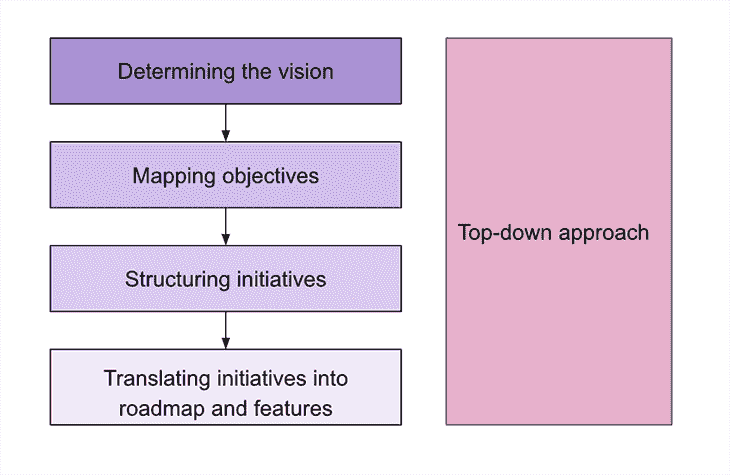 Determining the vision
Mapping objectives
Structuring initiatives
Translating initiatives into
roadmap and features
Top-down approach